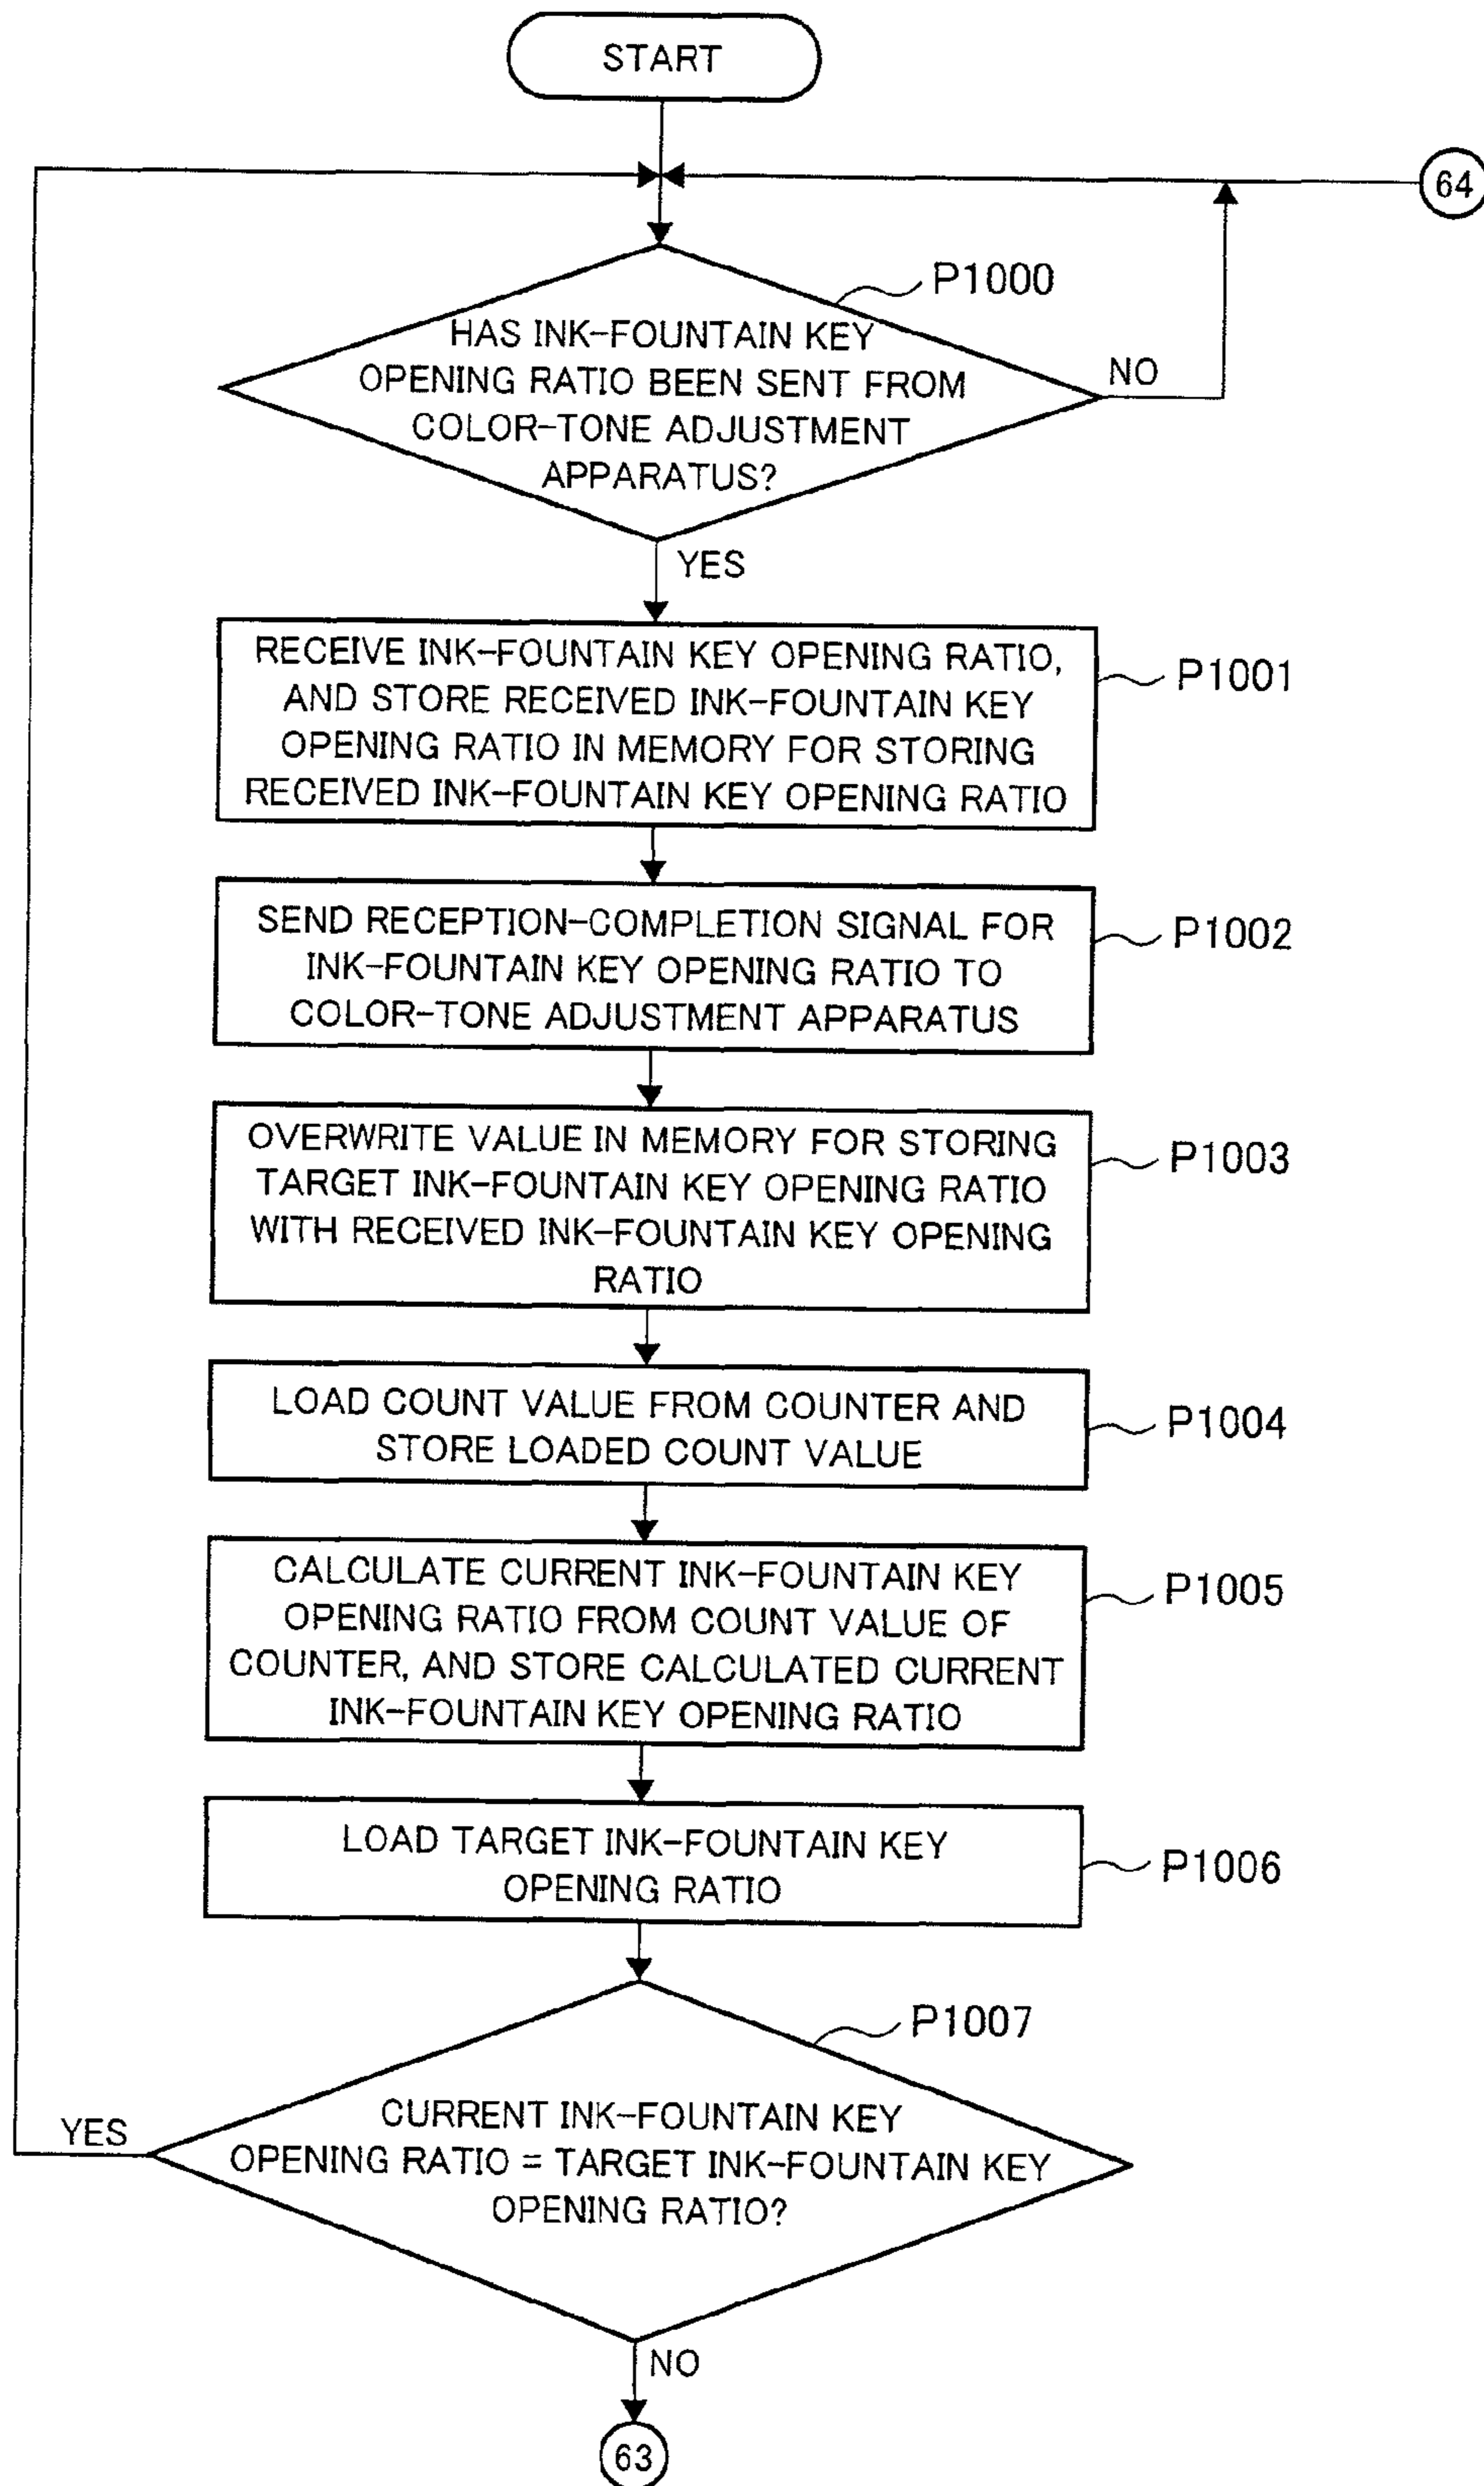 START
64
P1000
HAS INK-FOUNTAIN KEY
OPENING RATIO BEEN SENT FROM
COLOR-TONE ADJUSTMENT
APPARATUS?
NO
YES
RECEIVE INK-FOUNTAIN KEY OPENING RATIO,
AND STORE RECEIVED INK-FOUNTAIN KEY
OPENING RATIO IN MEMORY FOR STORING
RECEIVED INK-FOUNTAIN KEY OPENING RATIO
P1001
SEND RECEPTION-COMPLETION SIGNAL FOR
INK-FOUNTAIN KEY OPENING RATIO TO
COLOR-TONE ADJUSTMENT APPARATUS
P1002
OVERWRITE VALUE IN MEMORY FOR STORING
TARGET INK-FOUNTAIN KEY OPENING RATIO
WITH RECEIVED INK-FOUNTAIN KEY OPENING
RATIO
P1003
LOAD COUNT VALUE FROM COUNTER AND
STORE LOADED COUNT VALUE
P1004
CALCULATE CURRENT INK-FOUNTAIN KEY
OPENING RATIO FROM COUNT VALUE OF
COUNTER, AND STORE CALCULATED CURRENT
INK-FOUNTAIN KEY OPENING RATIO
P1005
LOAD TARGET INK-FOUNTAIN KEY
OPENING RATIO
P1006
P1007
CURRENT INK-FOUNTAIN KEY
OPENING RATIO = TARGET INK-FOUNTAIN KEY
OPENING RATIO?
YES
NO
63